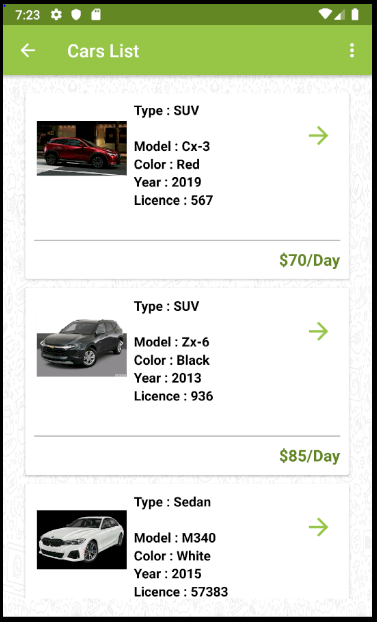 7:23
Cars List
Type : SUV
Model : Cx-3
Color : Red
Year : 2019
Licence : 567
$70/Day
Type : SUV
Model : Zx-6
Color : Black
Year : 2013
Licence : 936
$85/Day
Type : Sedan
Model : M340
Color : White
Year : 2015
Licence : 57383